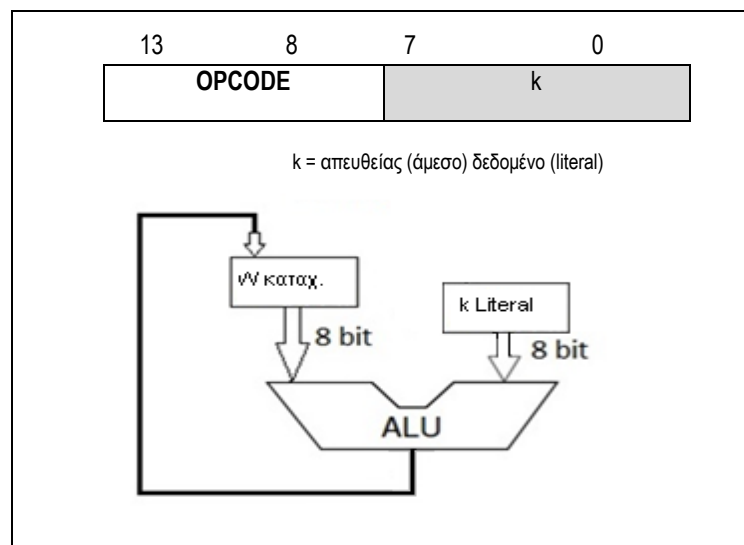 13 8 7 0
OPCODE k
k = απευθείας (άμεσο) δεδομένο (literal)
W καταχ.
k Literal
8 bit
8 bit
ALU